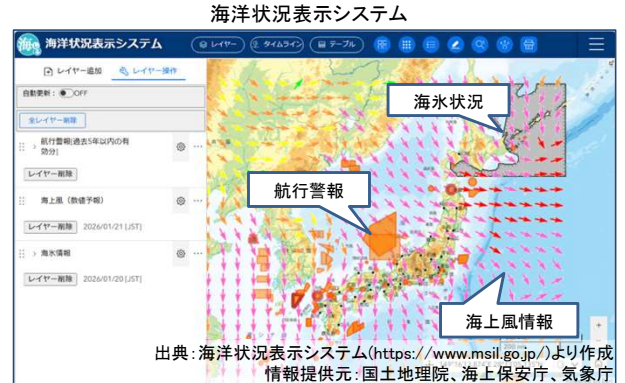 海洋状況表示システム
海洋状況表示システム
レイヤー
タイムライン
テーブル
レイヤー追加
レイヤー操作
自動更新： OFF
全レイヤー削除
航行警報[過去5年以内の有
効分]
レイヤー削除
海上風（数値予報）
レイヤー削除 2026/01/21 [JST]
海氷情報
レイヤー削除 2026/01/20 [JST]
海氷状況
航行警報
海上風情報
出典：海洋状況表示システム(https://www.msil.go.jp/)より作成
情報提供元：国土地理院、海上保安庁、気象庁